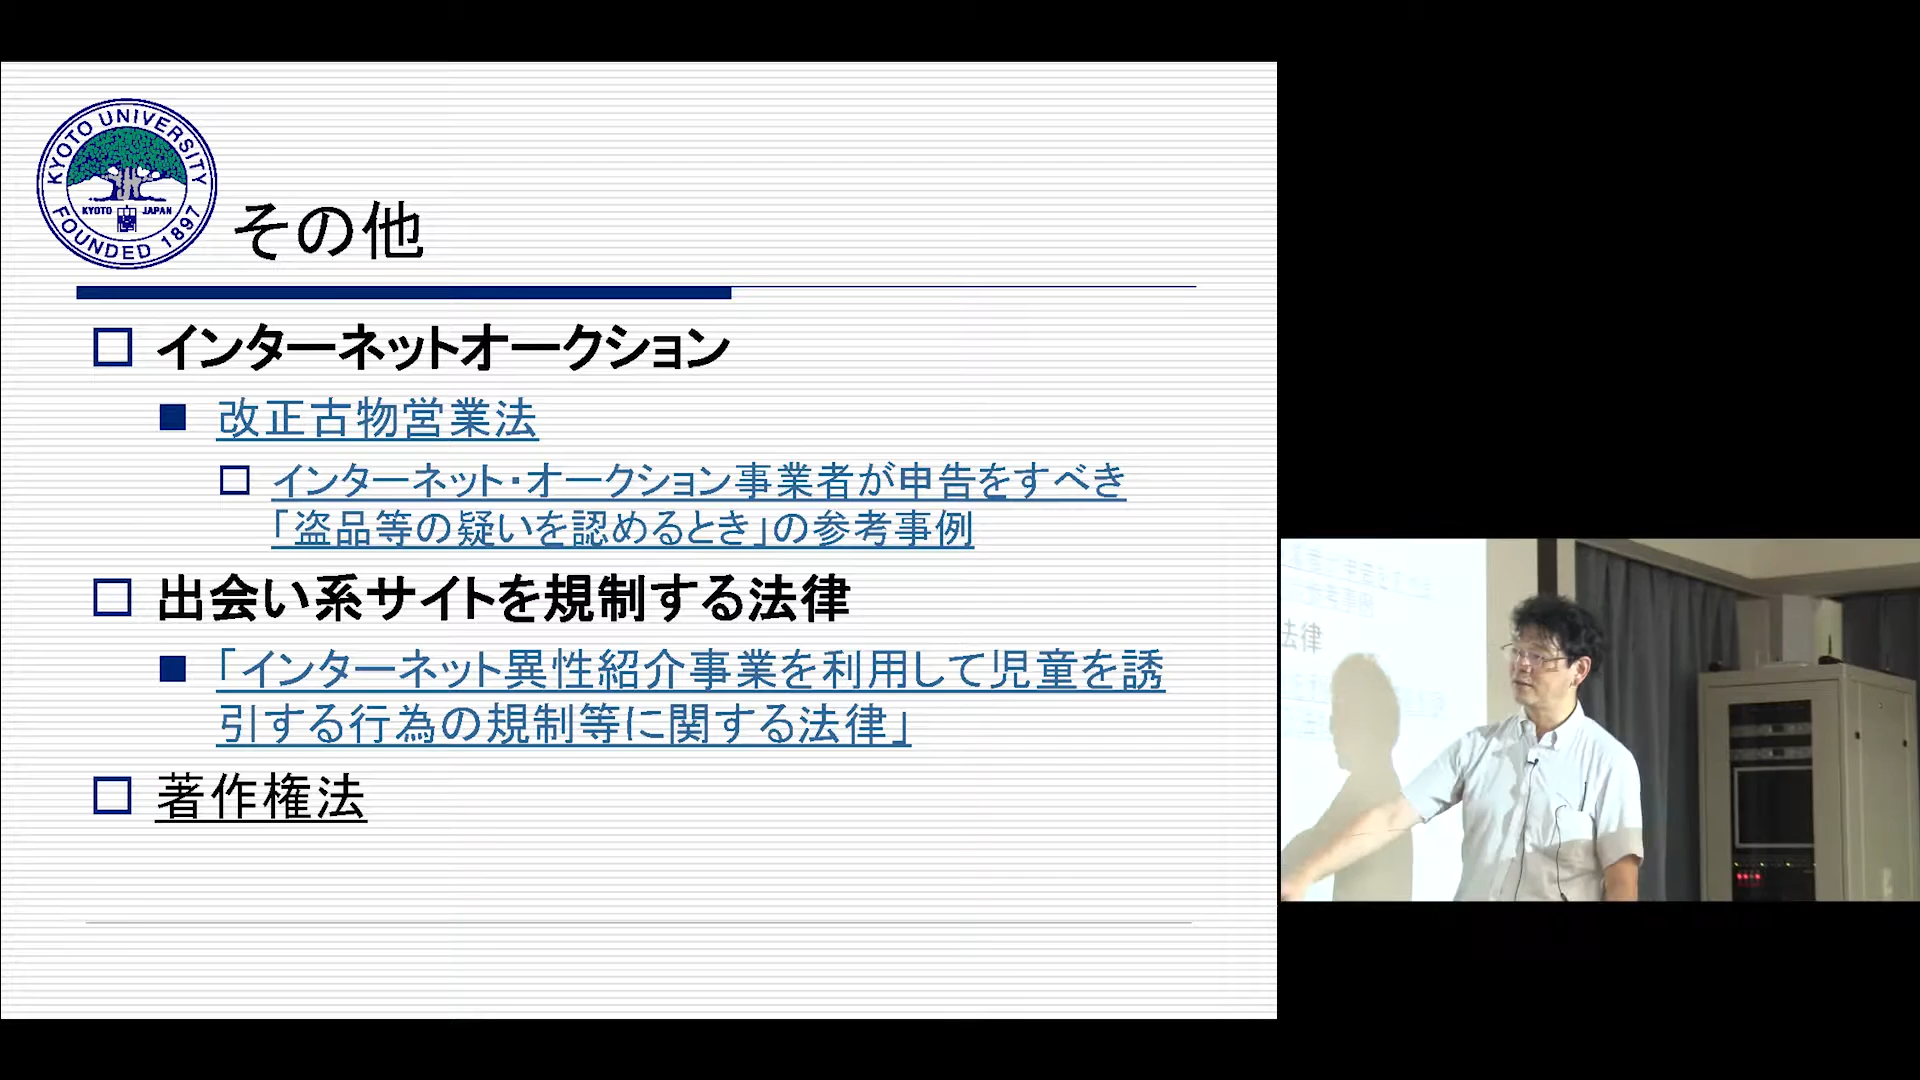 KYOTO UNIVERSITY
KYOTO JAPAN
FOUNDED 1897
その他
インターネットオークション
改正古物営業法
インターネット・オークション事業者が申告をすべき
「盗品等の疑いを認めるとき」の参考事例
出会い系サイトを規制する法律
「インターネット異性紹介事業を利用して児童を誘
引する行為の規制等に関する法律」
著作権法
法律